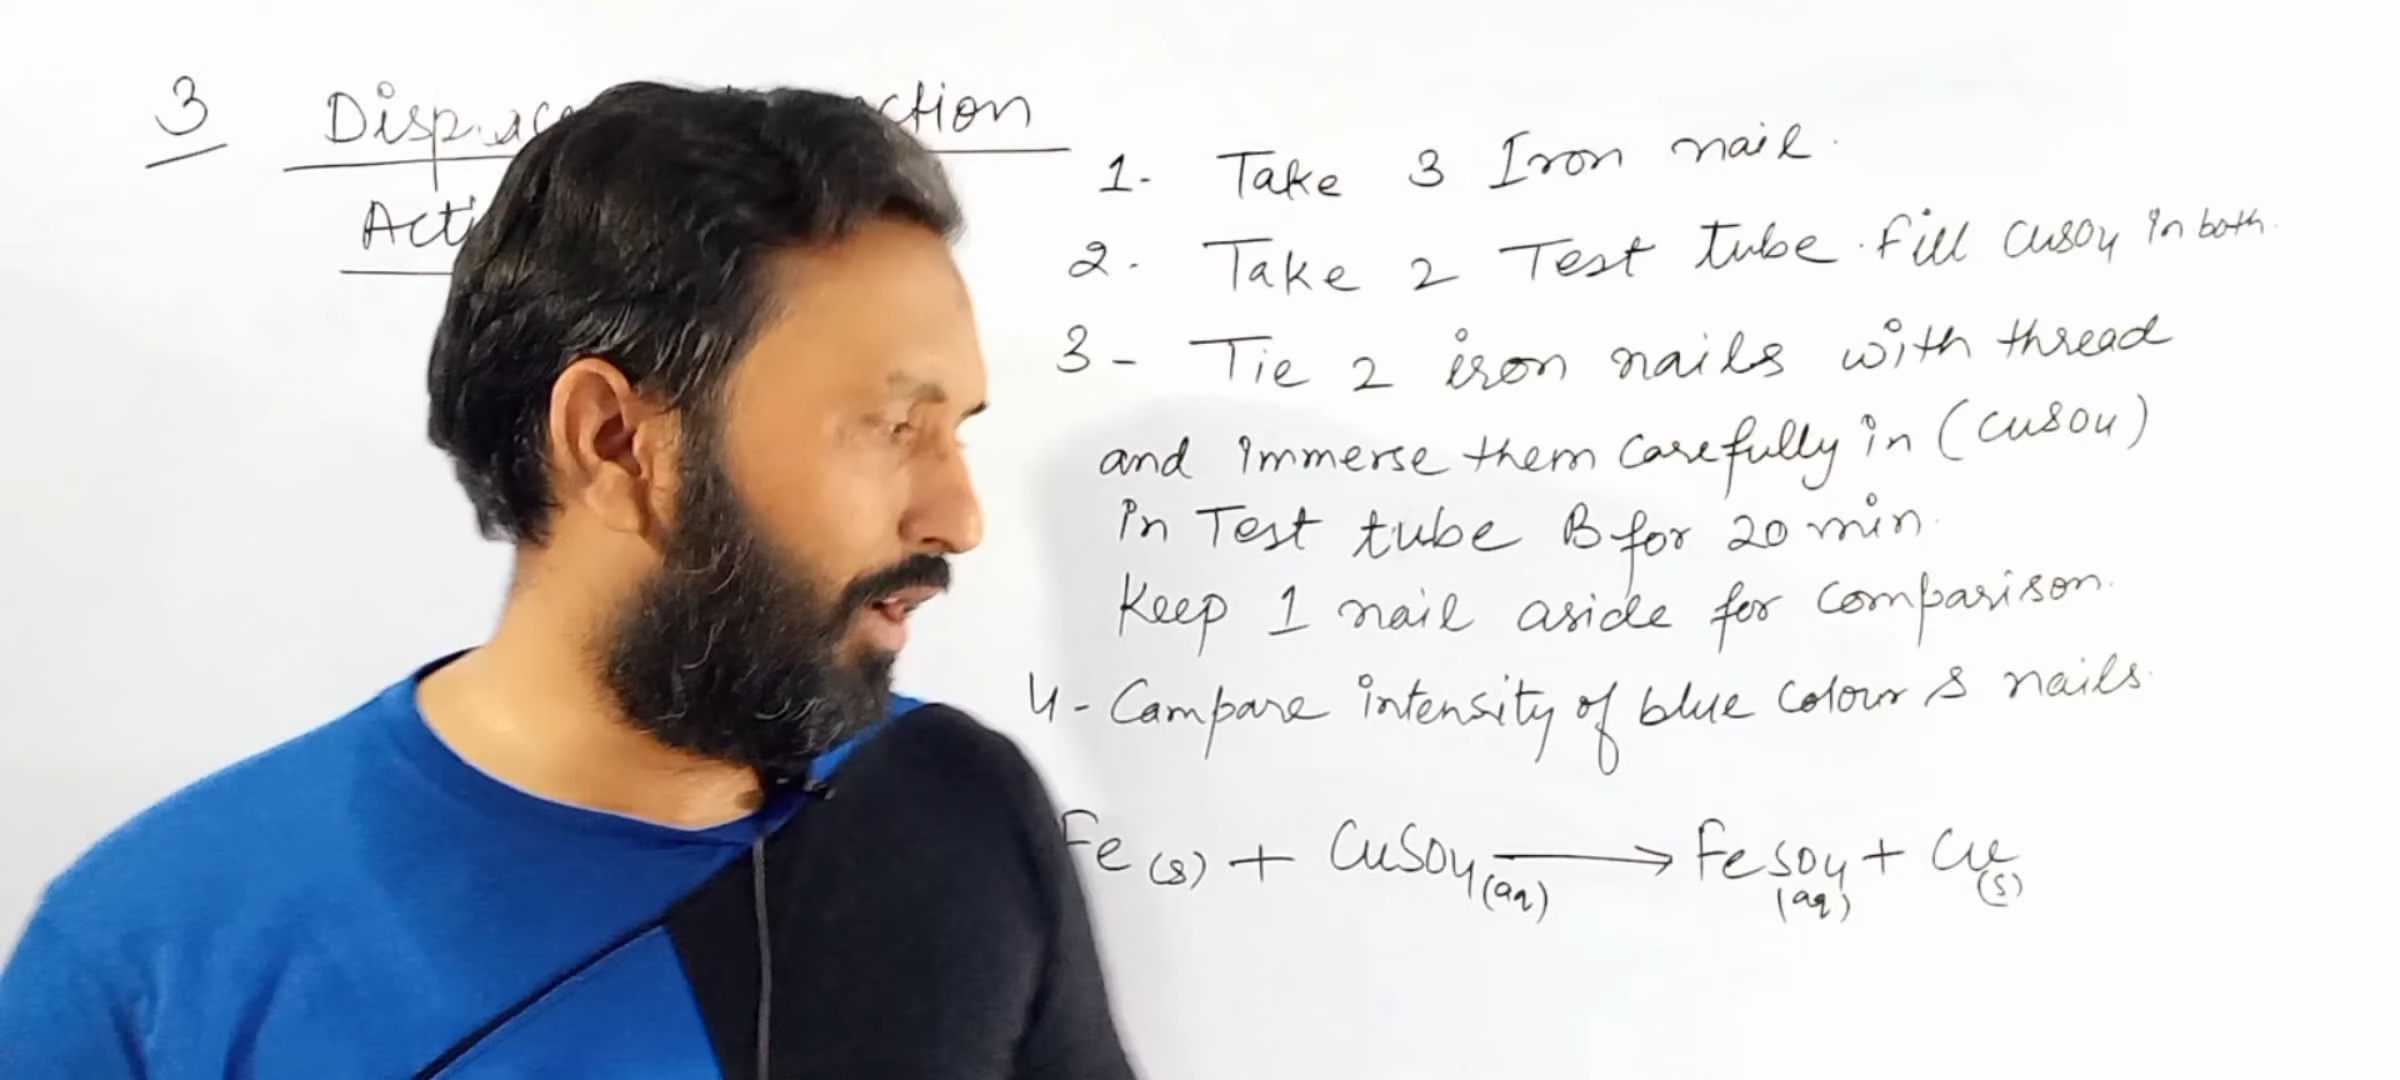 3 Displac ction
Acti
1- Take 3 Iron nail.
2. Take 2 Test tube. fill CuSO4 in both.
3- Tie 2 iron nails with thread
and immerse them carefully in (CuSO4)
in Test tube B for 20 min.
Keep 1 nail aside for comparison.
4- Campare intensity of blue colour & nails.
Fe (s) + CuSO4 (aq) → FeSO4 (aq) + Cu (s)